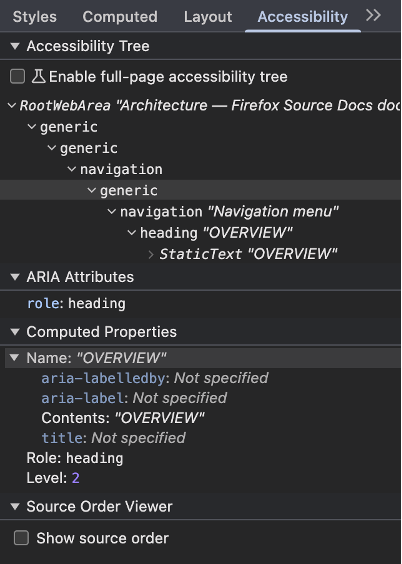 Styles Computed Layout Accessibility
Accessibility Tree
Enable full-page accessibility tree
RootWebArea "Architecture — Firefox Source Docs doc
generic
generic
navigation
generic
navigation "Navigation menu"
heading "OVERVIEW"
StaticText "OVERVIEW"
ARIA Attributes
role: heading
Computed Properties
Name: "OVERVIEW"
aria-labelledby: Not specified
aria-label: Not specified
Contents: "OVERVIEW"
title: Not specified
Role: heading
Level: 2
Source Order Viewer
Show source order